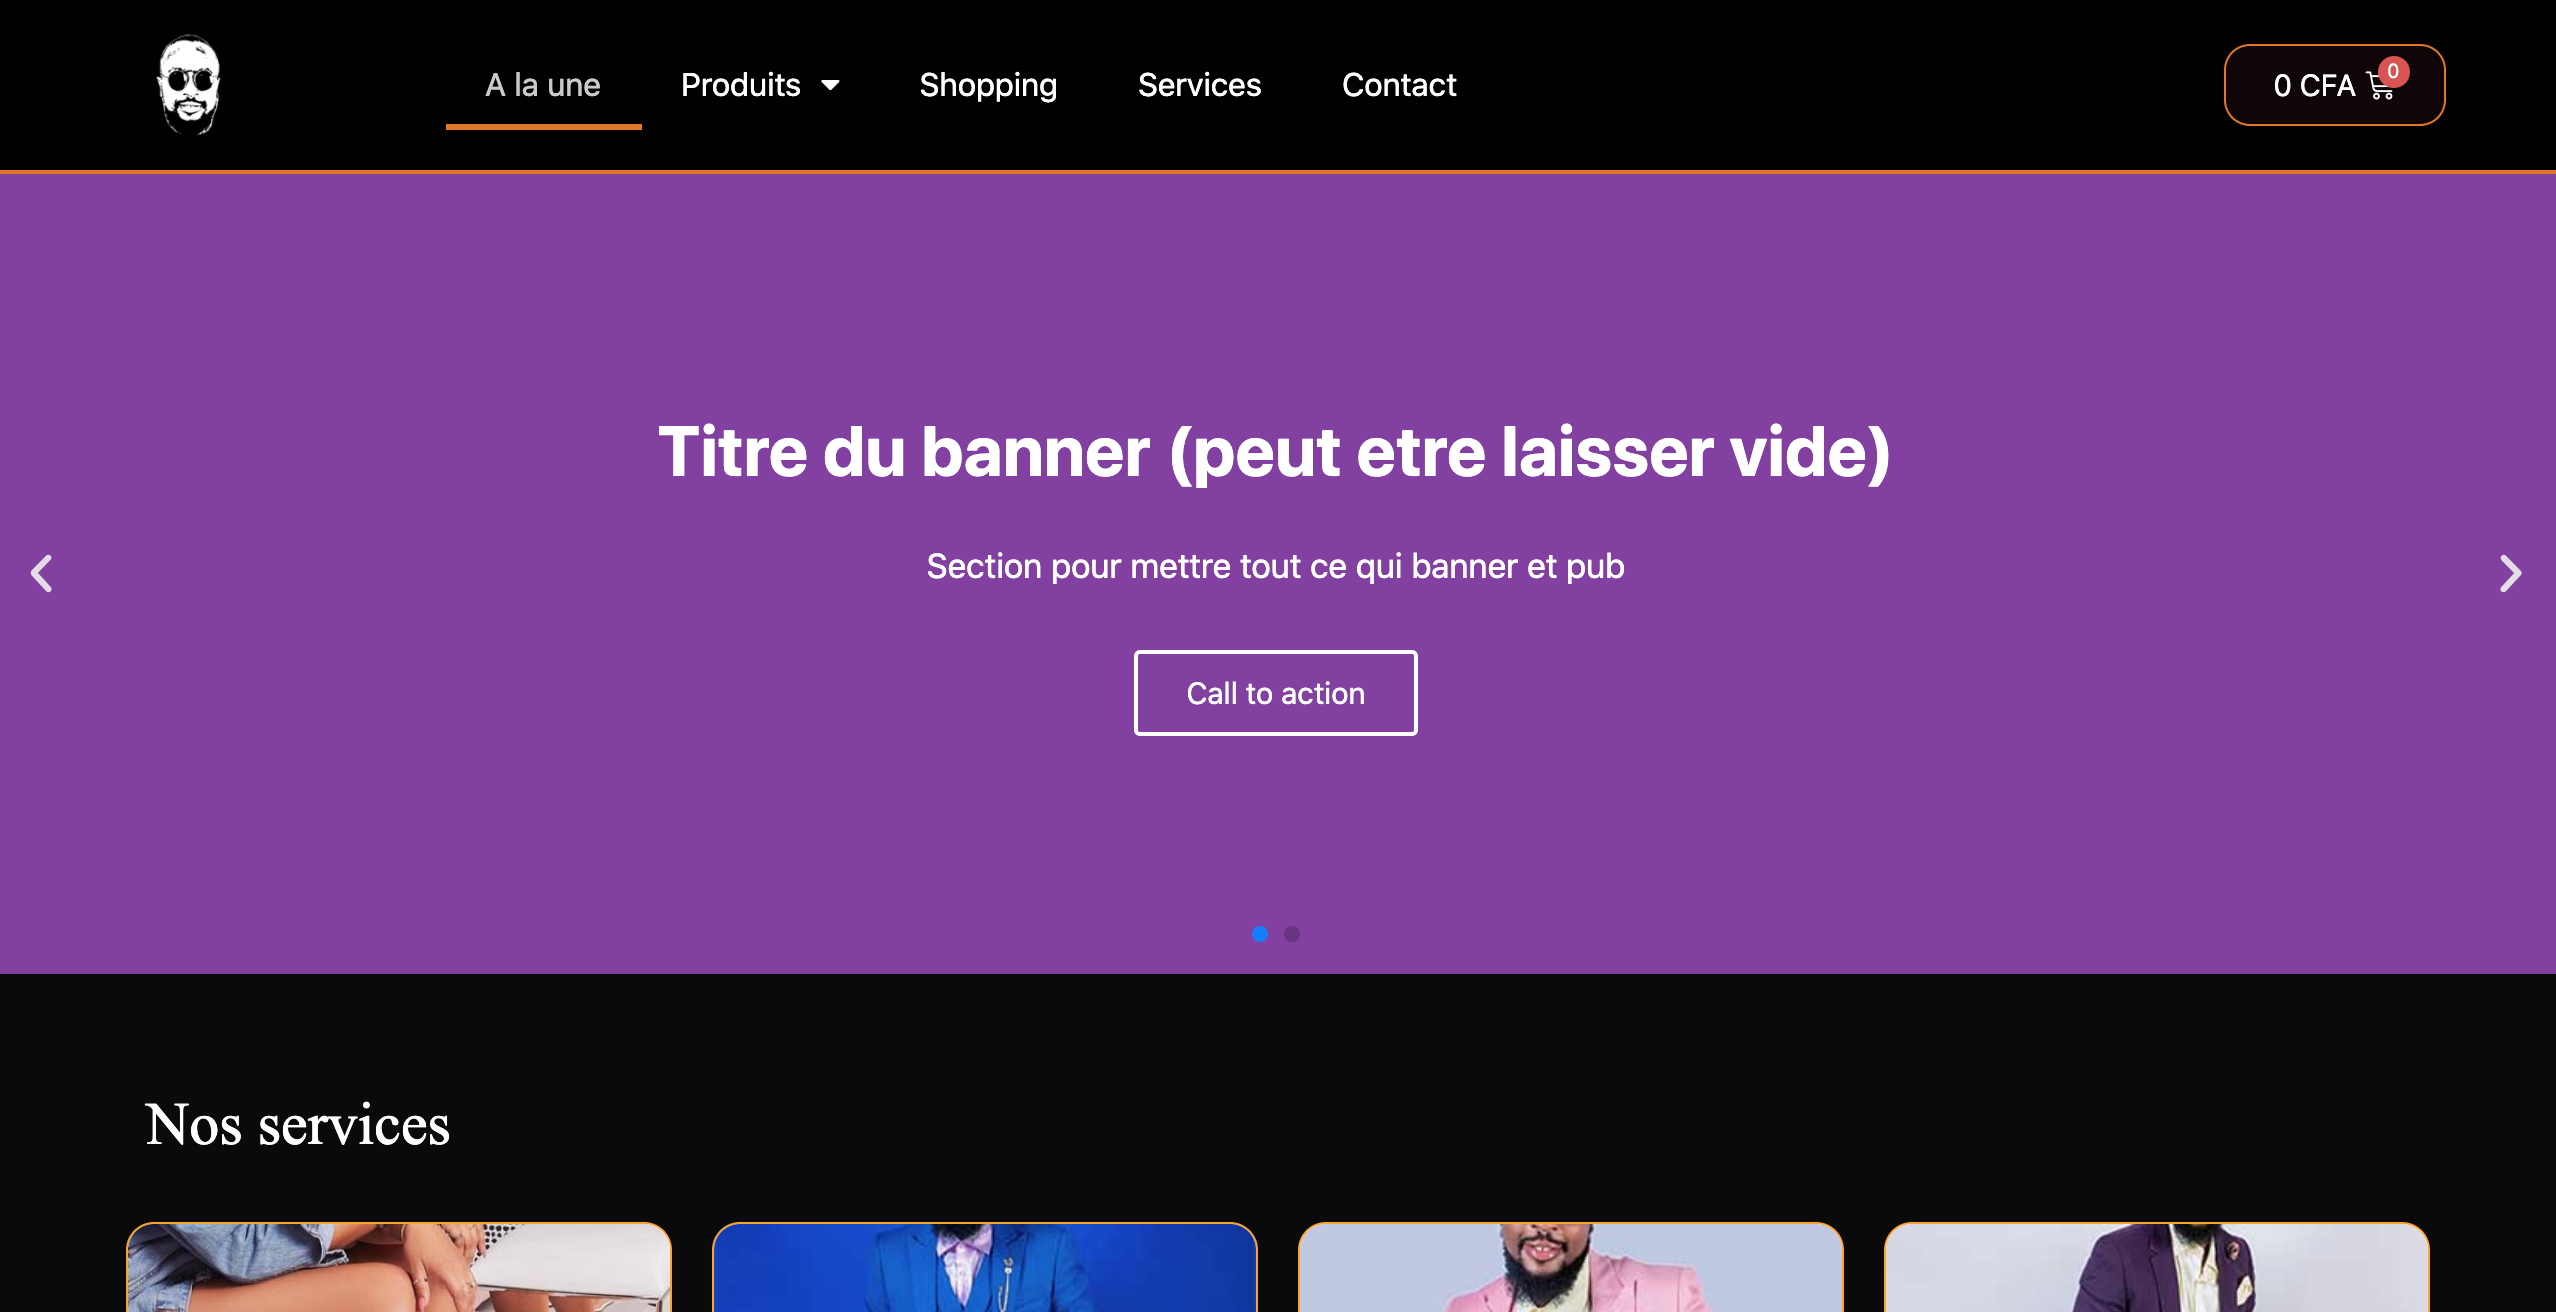 A la une
Produits
Shopping
Services
Contact
0 CFA
0
Titre du banner (peut etre laisser vide)
Section pour mettre tout ce qui banner et pub
Call to action
Nos services